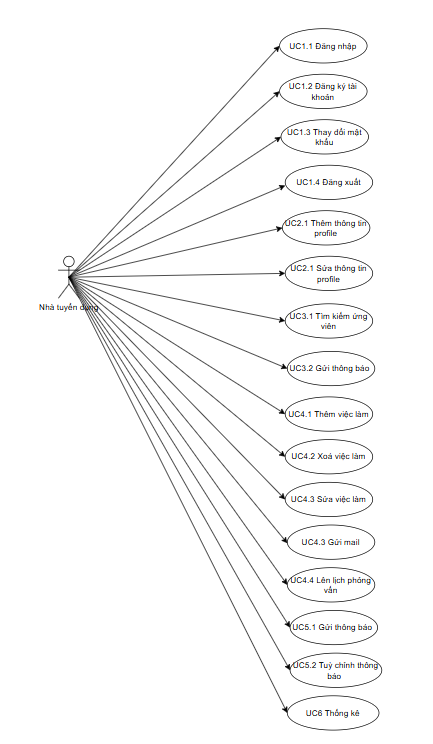 UC1.1 Đăng nhập
UC1.2 Đăng ký tài
khoản
UC1.3 Thay đổi mật
khẩu
UC1.4 Đăng xuất
UC2.1 Thêm thông tin
profile
UC2.1 Sửa thông tin
profile
Nhà tuyển dụng
UC3.1 Tìm kiếm ứng
viên
UC3.2 Gửi thông báo
UC4.1 Thêm việc làm
UC4.2 Xoá việc làm
UC4.3 Sửa việc làm
UC4.3 Gửi mail
UC4.4 Lên lịch phỏng
vấn
UC5.1 Gửi thông báo
UC5.2 Tuỳ chỉnh thông
báo
UC6 Thống kê